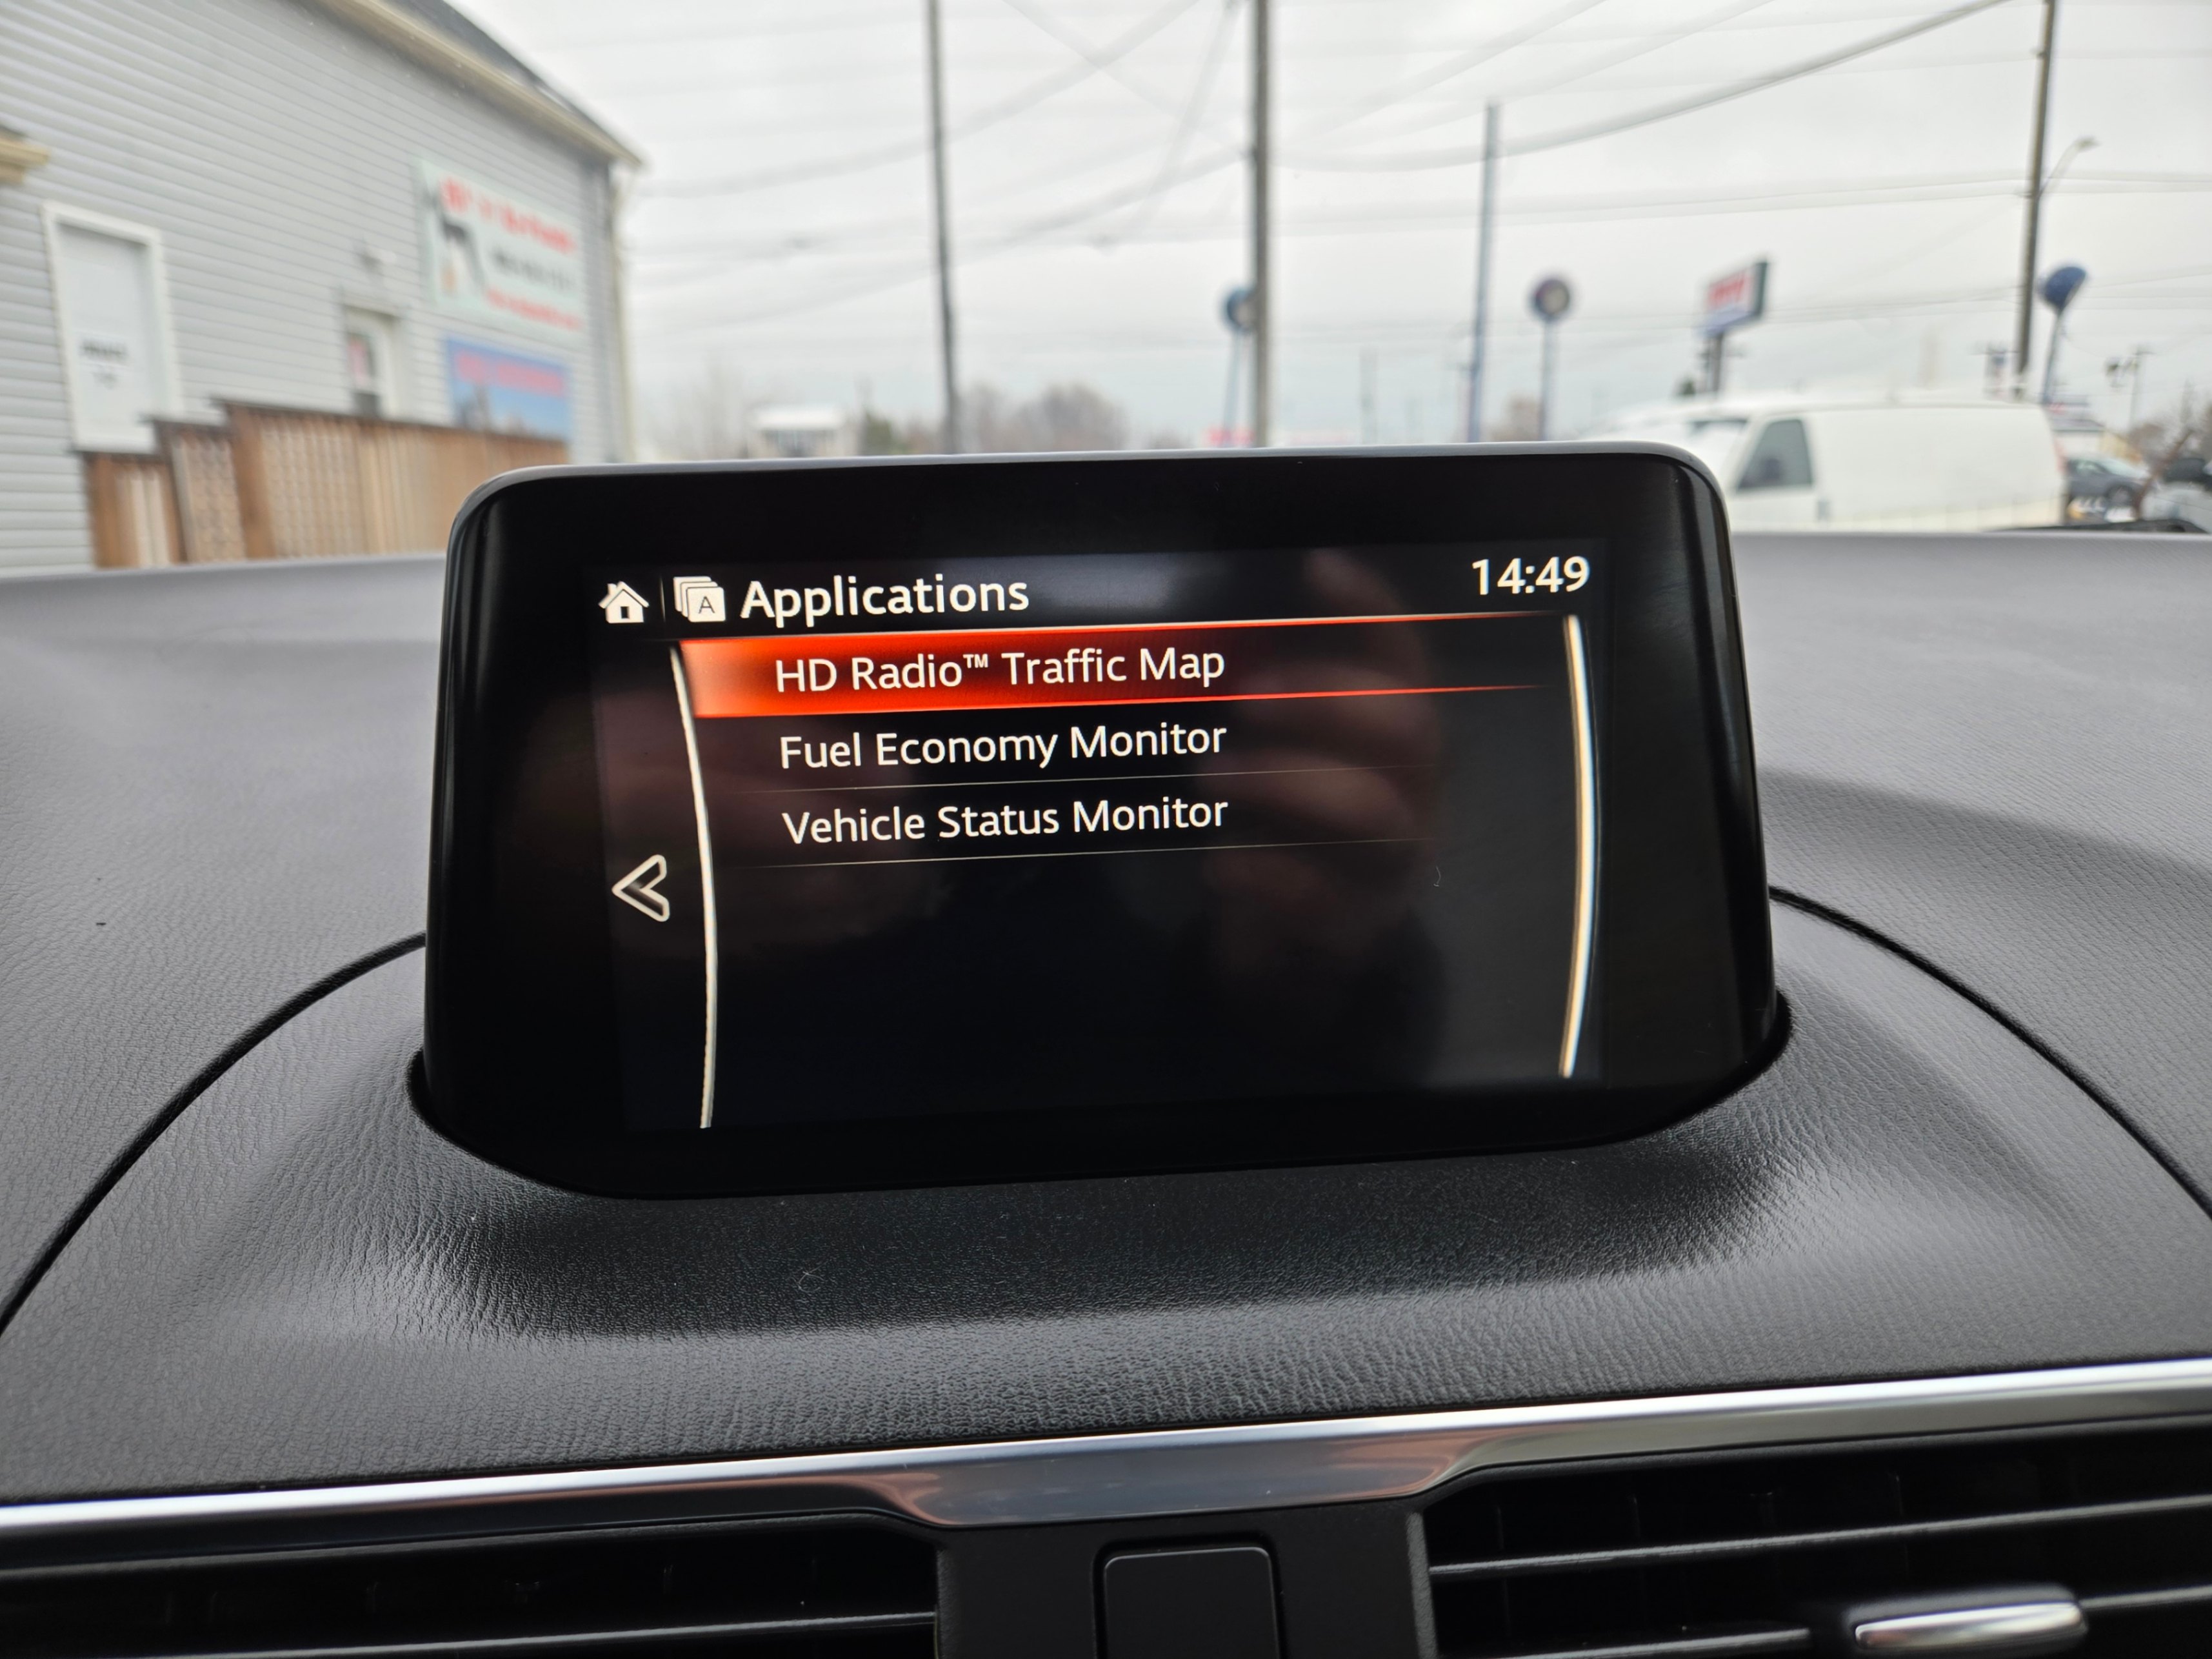 Applications
14:49
HD Radio™ Traffic Map
Fuel Economy Monitor
Vehicle Status Monitor